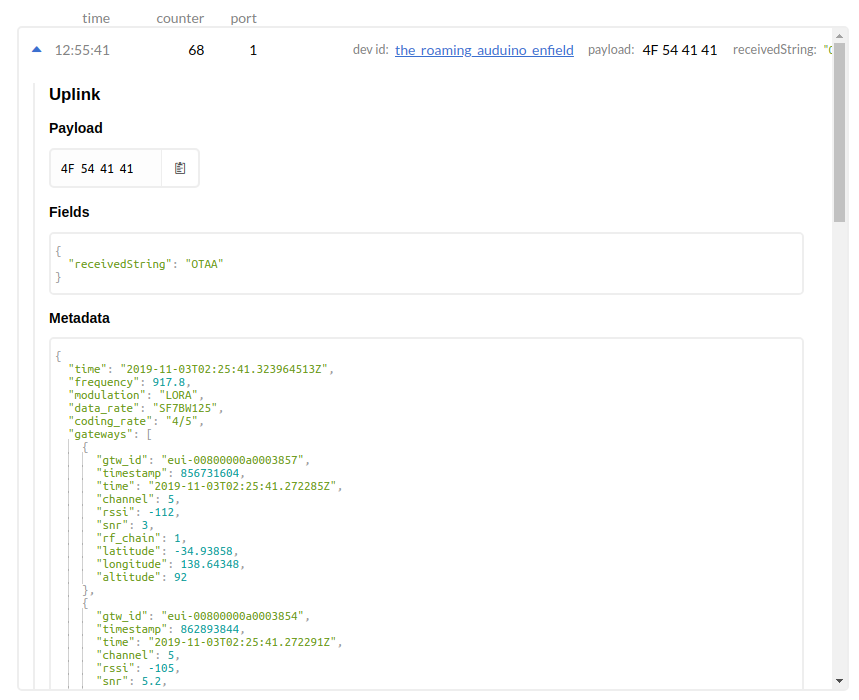 time counter port
12:55:41 68 1 dev id: the_roaming_auduino_enfield payload: 4F 54 41 41 receivedString: "O
Uplink
Payload
4F 54 41 41
Fields
{
"receivedString": "OTAA"
}
Metadata
{
"time": "2019-11-03T02:25:41.323964513Z",
"frequency": 917.8,
"modulation": "LORA",
"data_rate": "SF7BW125",
"coding_rate": "4/5",
"gateways": [
{
"gtw_id": "eui-00800000a0003857",
"timestamp": 856731604,
"time": "2019-11-03T02:25:41.272285Z",
"channel": 5,
"rssi": -112,
"snr": 3,
"rf_chain": 1,
"latitude": -34.93858,
"longitude": 138.64348,
"altitude": 92
},
{
"gtw_id": "eui-00800000a0003854",
"timestamp": 862893844,
"time": "2019-11-03T02:25:41.272291Z",
"channel": 5,
"rssi": -105,
"snr": 5.2,